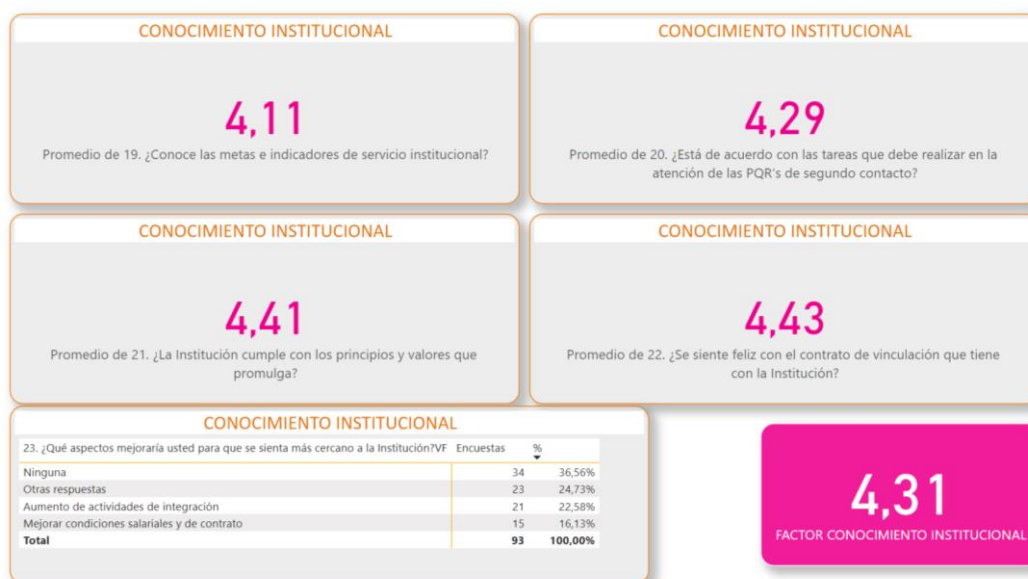 CONOCIMIENTO INSTITUCIONAL
4,11
Promedio de 19. ¿Conoce las metas e indicadores de servicio institucional?
CONOCIMIENTO INSTITUCIONAL
4,29
Promedio de 20. ¿Está de acuerdo con las tareas que debe realizar en la
atención de las PQR's de segundo contacto?
CONOCIMIENTO INSTITUCIONAL
4,41
Promedio de 21. ¿La Institución cumple con los principios y valores que
promulga?
CONOCIMIENTO INSTITUCIONAL
4,43
Promedio de 22. ¿Se siente feliz con el contrato de vinculación que tiene
con la Institución?
CONOCIMIENTO INSTITUCIONAL
23. ¿Qué aspectos mejoraría usted para que se sienta más cercano a la Institución?VF Encuestas %
Ninguna 34 36,56%
Otras respuestas 23 24,73%
Aumento de actividades de integración 21 22,58%
Mejorar condiciones salariales y de contrato 15 16,13%
Total 93 100,00%
4,31
FACTOR CONOCIMIENTO INSTITUCIONAL